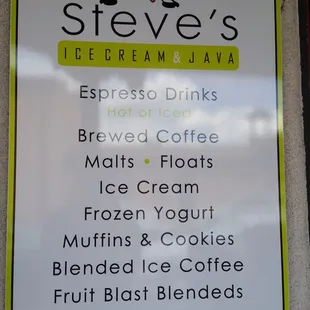 Steve's
ICE CREAM & JAVA
Espresso Drinks
Hot or Iced
Brewed Coffee
Malts • Floats
Ice Cream
Frozen Yogurt
Muffins & Cookies
Blended Ice Coffee
Fruit Blast Blendeds